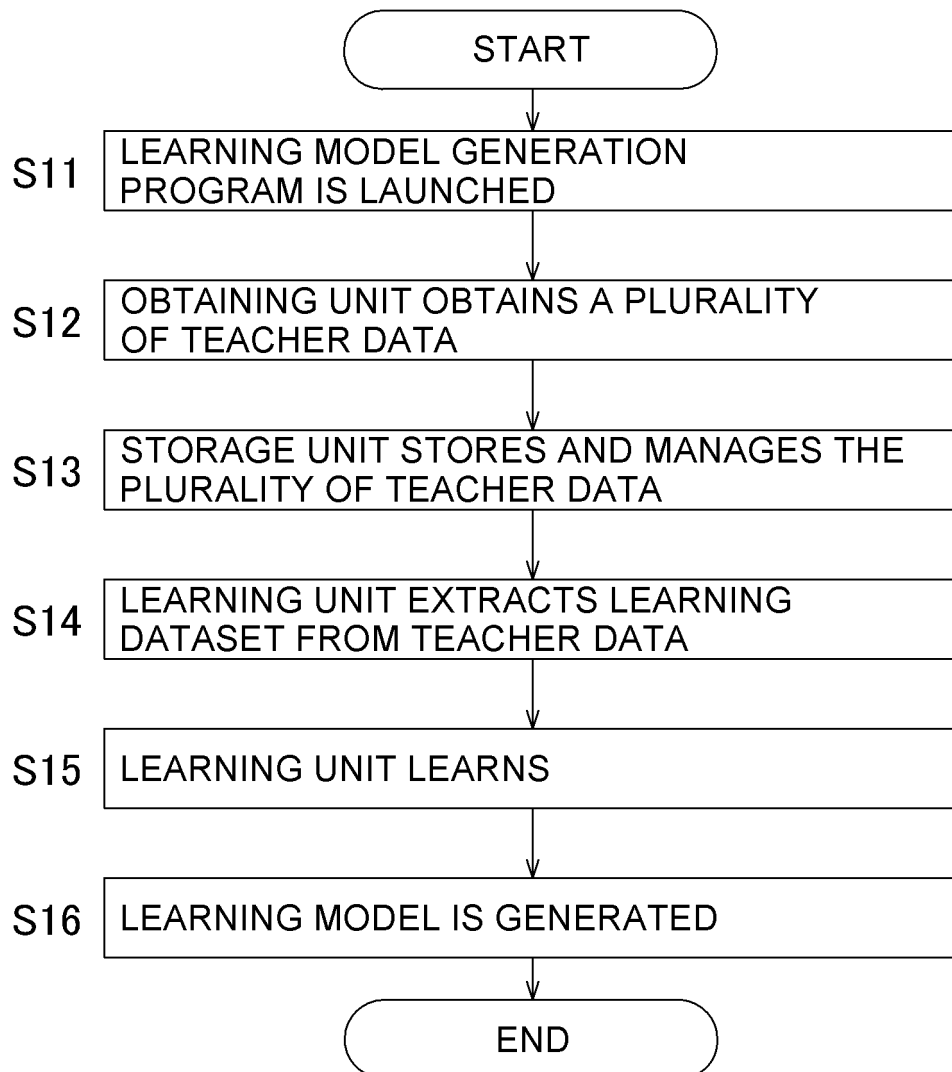 START
S11
LEARNING MODEL GENERATION
PROGRAM IS LAUNCHED
S12
OBTAINING UNIT OBTAINS A PLURALITY
OF TEACHER DATA
S13
STORAGE UNIT STORES AND MANAGES THE
PLURALITY OF TEACHER DATA
S14
LEARNING UNIT EXTRACTS LEARNING
DATASET FROM TEACHER DATA
S15
LEARNING UNIT LEARNS
S16
LEARNING MODEL IS GENERATED
END